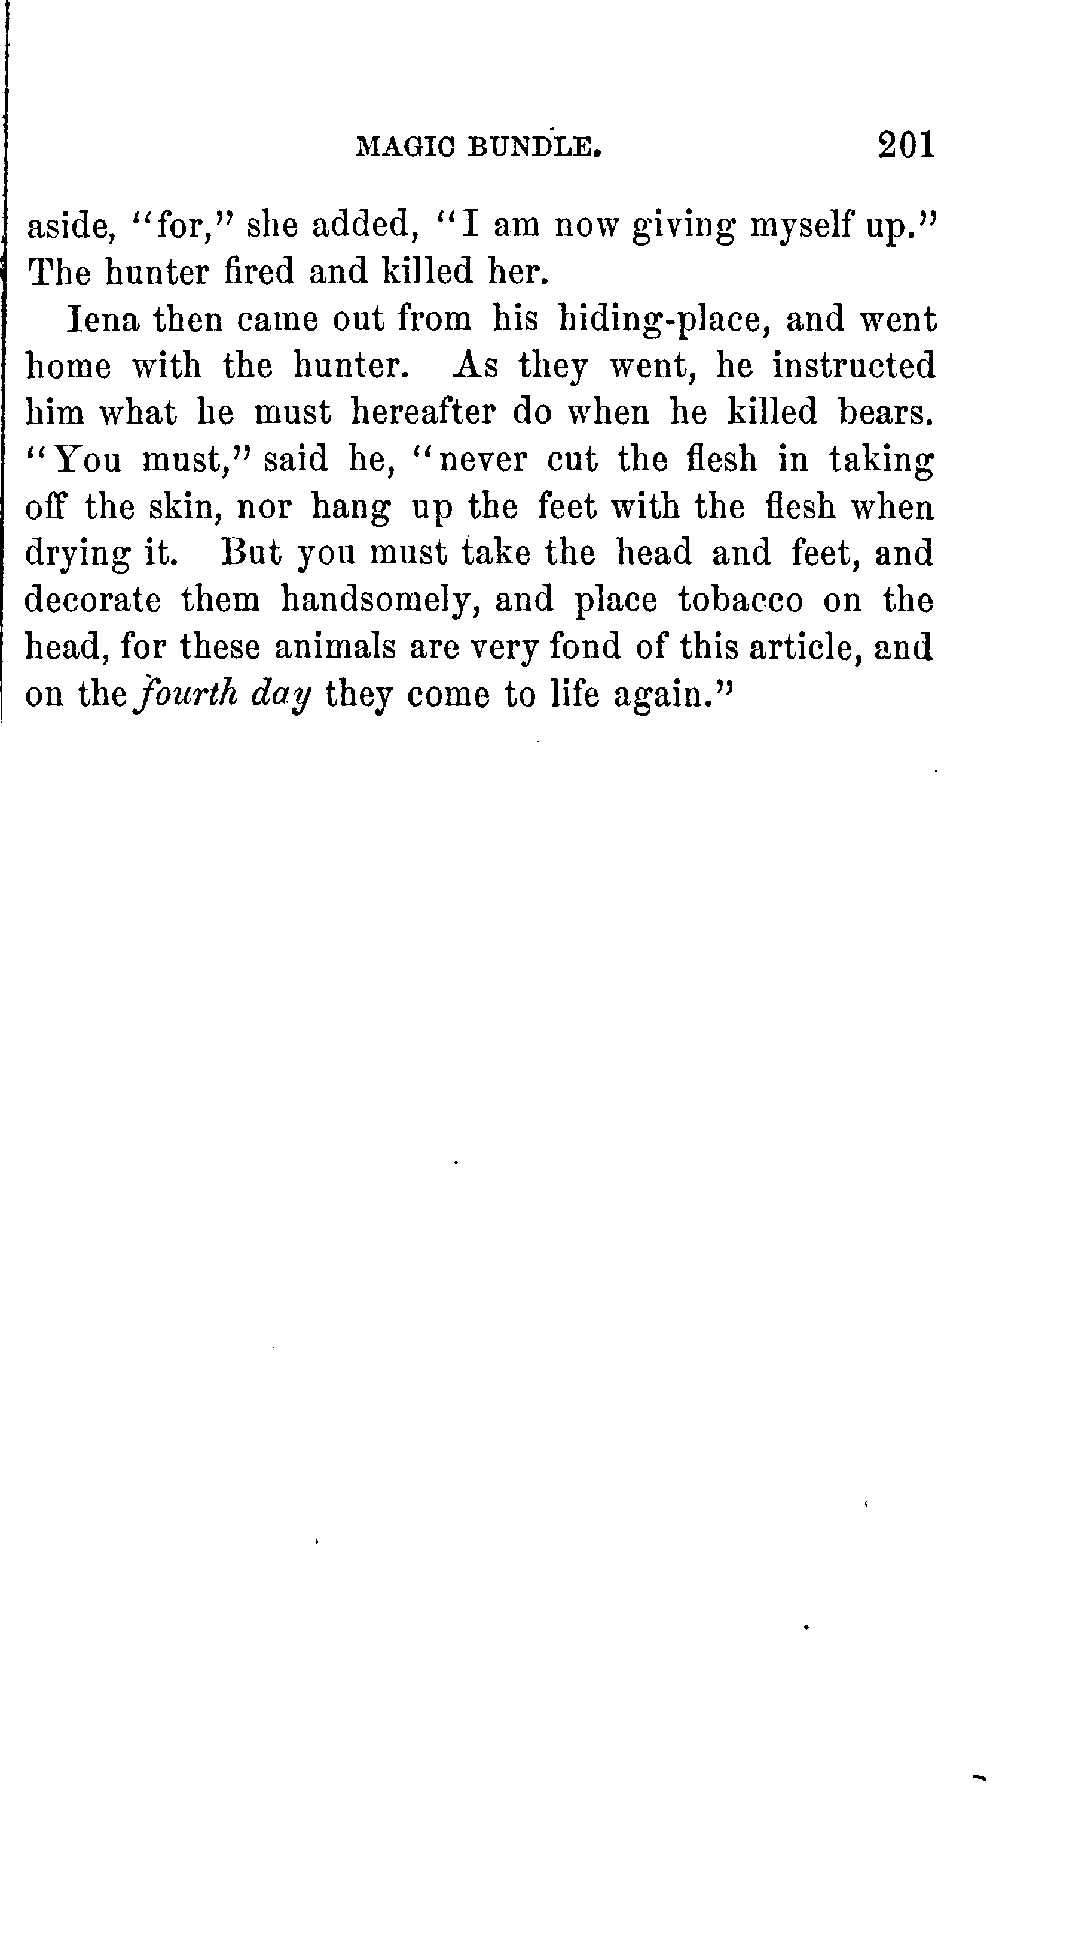 MAGIC BUNDLE. 201
aside, "for," she added, "I am now giving myself up."
The hunter fired and killed her.
Iena then came out from his hiding-place, and went
home with the hunter. As they went, he instructed
him what he must hereafter do when he killed bears.
"You must," said he, "never cut the flesh in taking
off the skin, nor hang up the feet with the flesh when
drying it. But you must take the head and feet, and
decorate them handsomely, and place tobacco on the
head, for these animals are very fond of this article, and
on the fourth day they come to life again."